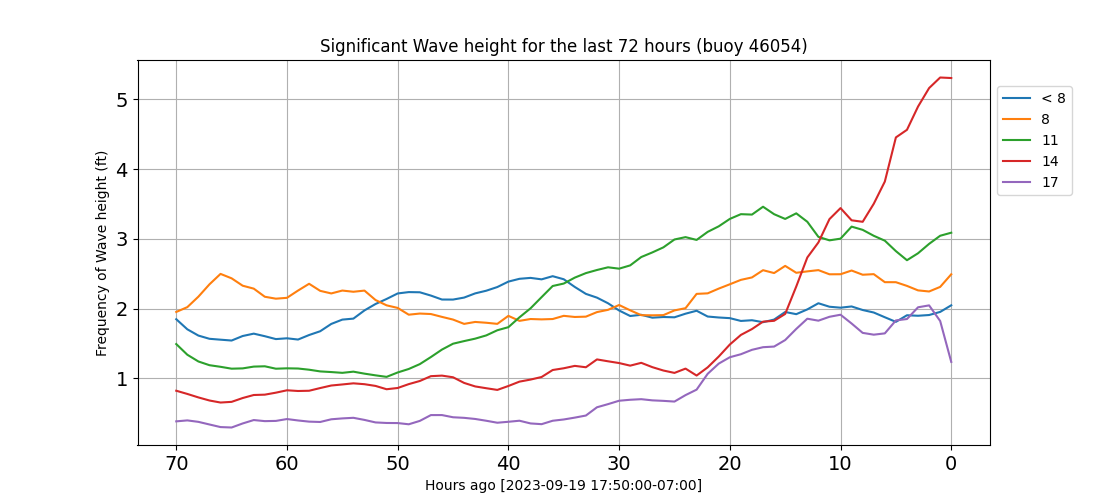 Significant Wave height for the last 72 hours (buoy 46054)
Frequency of Wave height (ft)
5
4
3
2
1
70 60 50 40 30 20 10 0
Hours ago [2023-09-19 17:50:00-07:00]
< 8
8
11
14
17